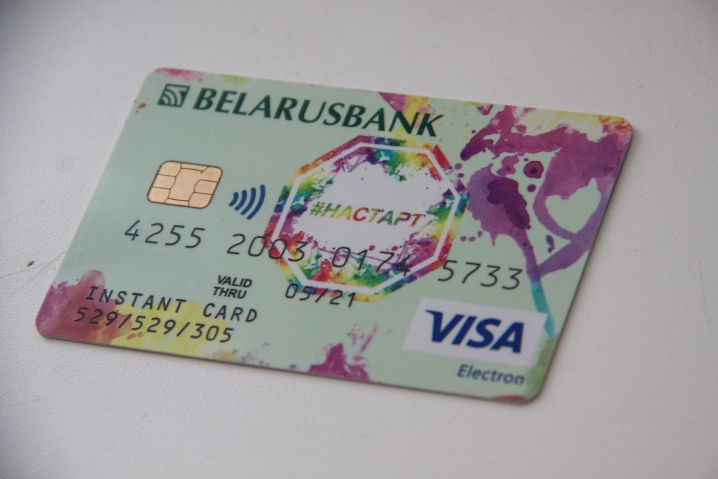 BELARUSBANK
#НАСТАРТ
4255 2003 0174 5733
VALID
THRU 05/21
INSTANT CARD
529/529/305
VISA
Electron